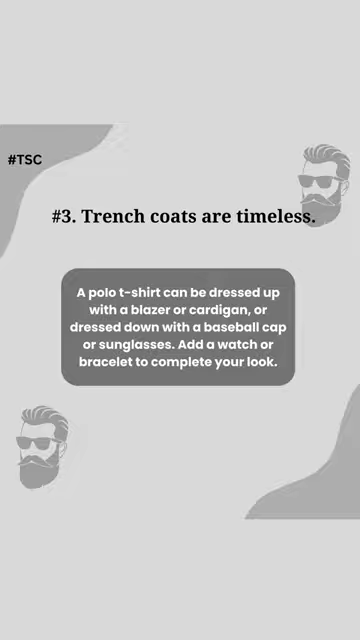 #TSC
#3. Trench coats are timeless.
A polo t-shirt can be dressed up
with a blazer or cardigan, or
dressed down with a baseball cap
or sunglasses. Add a watch or
bracelet to complete your look.